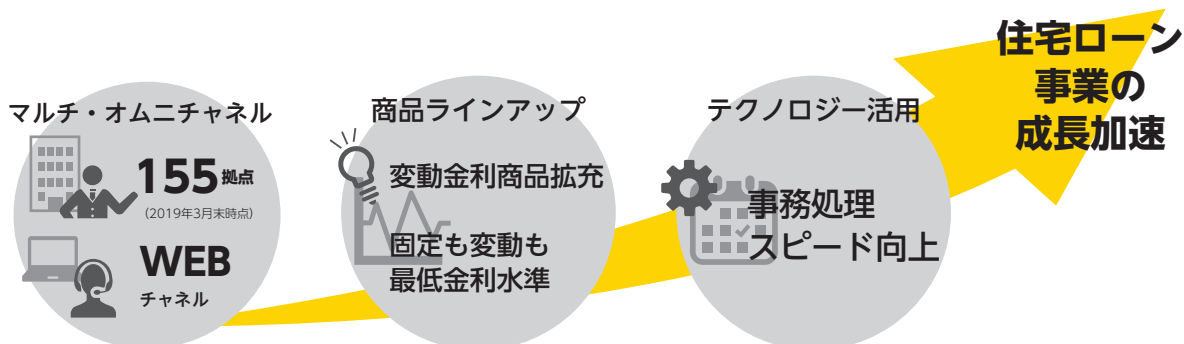 マルチ・オムニチャネル
155拠点
(2019年3月末時点)
WEB
チャネル
商品ラインアップ
変動金利商品拡充
固定も変動も
最低金利水準
テクノロジー活用
事務処理
スピード向上
住宅ローン
事業の
成長加速